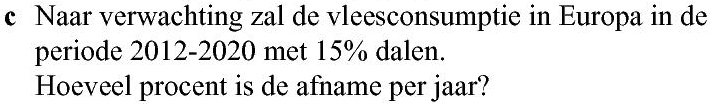 c Naar verwachting zal de vleesconsumptie in Europa in de
periode 2012-2020 met 15% dalen.
Hoeveel procent is de afname per jaar?